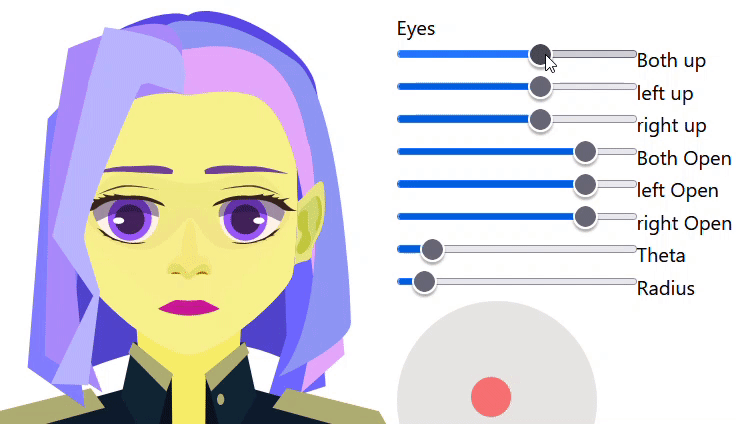 Eyes
Both up
left up
right up
Both Open
left Open
right Open
Theta
Radius